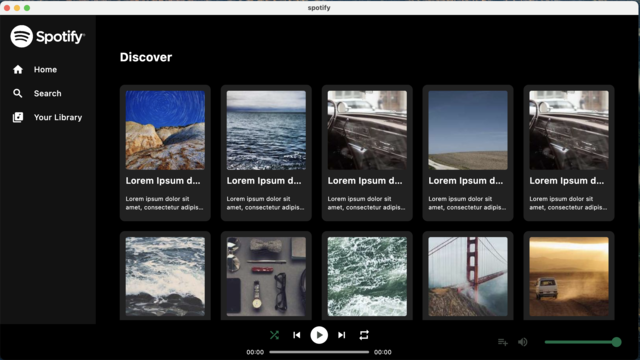 spotify
Spotify®
Home
Search
Your Library
Discover
Lorem Ipsum d...
Lorem ipsum dolor sit
amet, consectetur adipis...
Lorem Ipsum d...
Lorem ipsum dolor sit
amet, consectetur adipis...
Lorem Ipsum d...
Lorem ipsum dolor sit
amet, consectetur adipis...
Lorem Ipsum d...
Lorem ipsum dolor sit
amet, consectetur adipis...
Lorem Ipsum d...
Lorem ipsum dolor sit
amet, consectetur adipis...
00:00
00:00